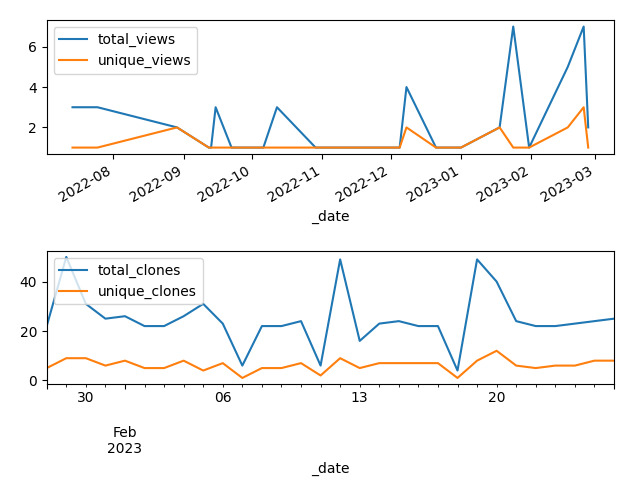 total_views
unique_views
6
4
2
2022-08
2022-09
2022-10
2022-11
2022-12
2023-01
2023-02
2023-03
_date
total_clones
unique_clones
40
20
0
30
06
13
20
Feb
2023
_date